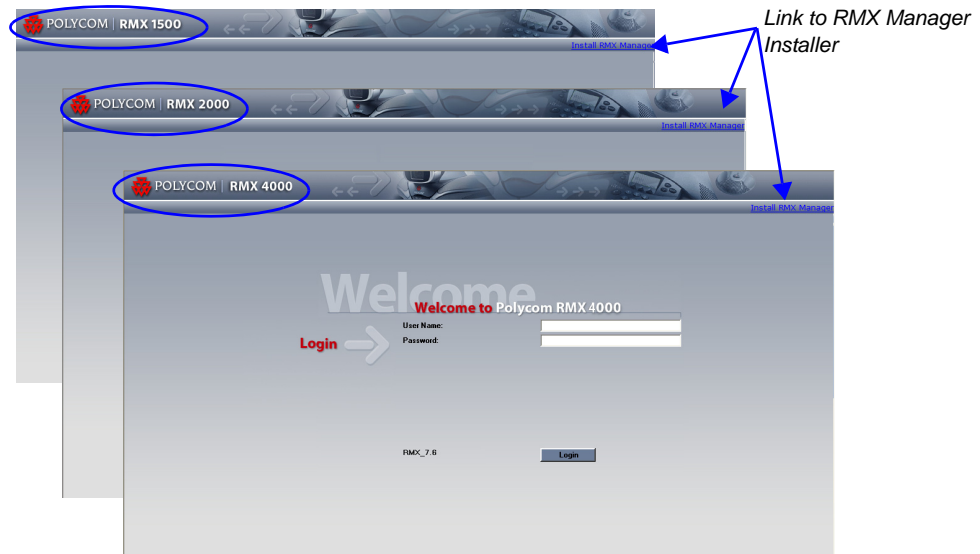 POLYCOM | RMX 1500
Install RMX Manager
Link to RMX Manager
Installer
POLYCOM | RMX 2000
Install RMX Manager
POLYCOM | RMX 4000
Install RMX Manager
Welcome
Welcome to Polycom RMX 4000
User Name:
Login
Password:
RMX_7.6
Login